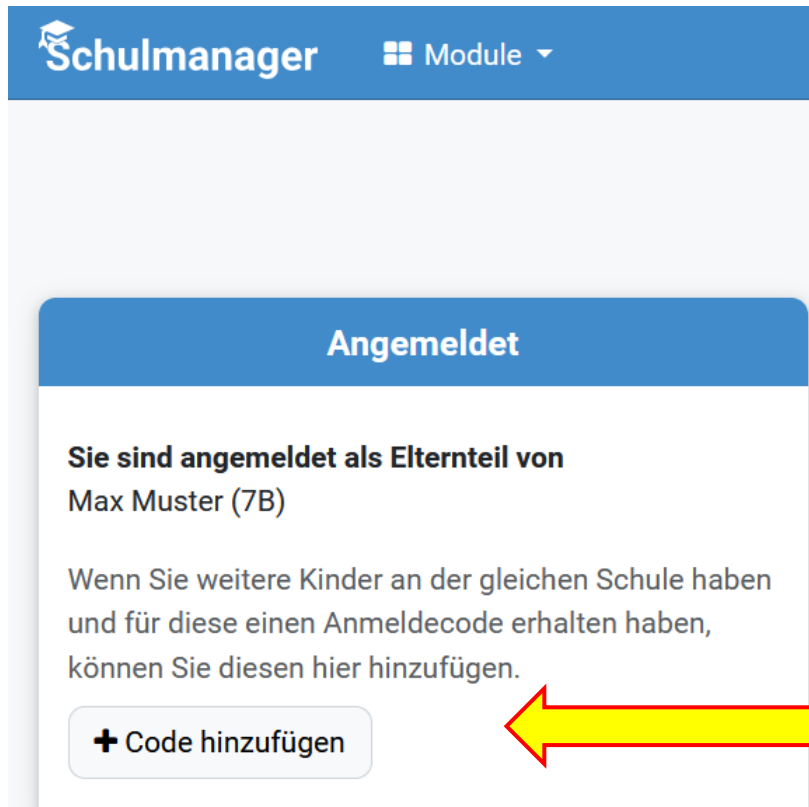 Schulmanager Module
Angemeldet
Sie sind angemeldet als Elternteil von
Max Muster (7B)
Wenn Sie weitere Kinder an der gleichen Schule haben
und für diese einen Anmeldecode erhalten haben,
können Sie diesen hier hinzufügen.
+ Code hinzufügen